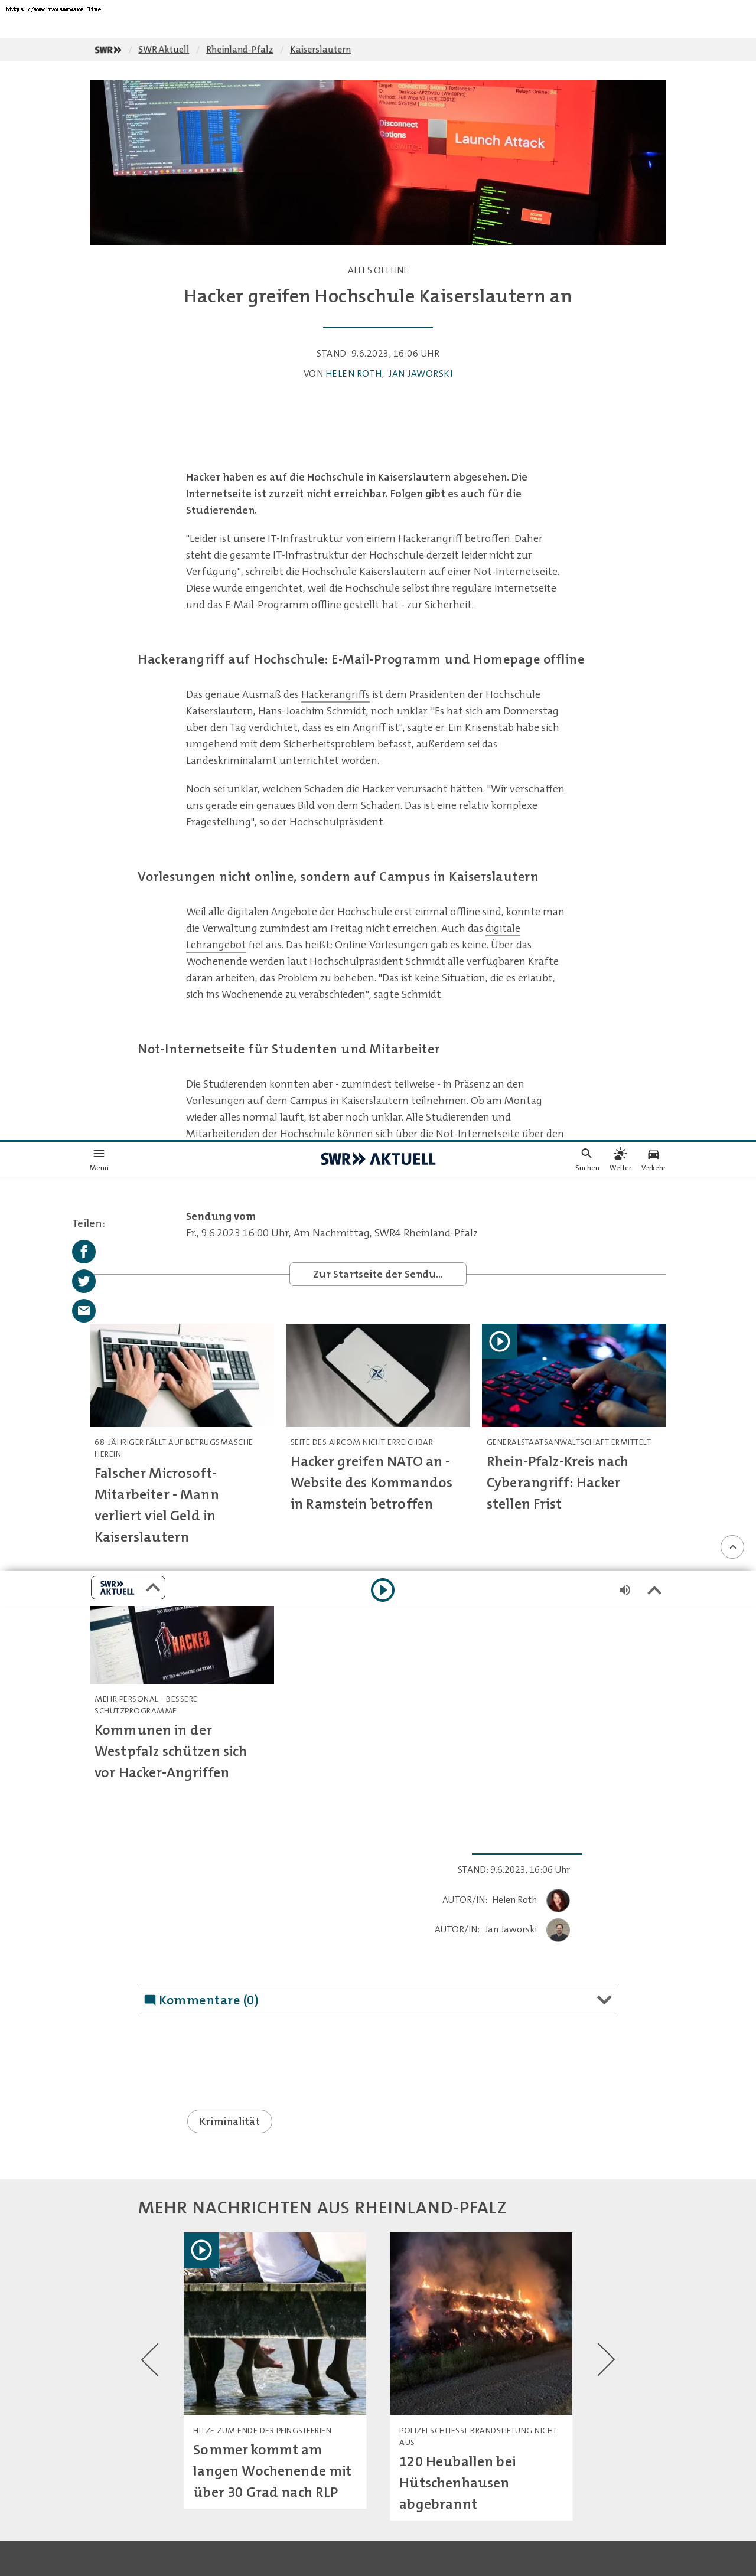 https://www.ransomware.live
SWR» / SWR Aktuell / Rheinland-Pfalz / Kaiserslautern
Disconnect
Options
Launch Attack
ALLES OFFLINE
Hacker greifen Hochschule Kaiserslautern an
STAND: 9.6.2023, 16:06 UHR
VON HELEN ROTH, JAN JAWORSKI
Hacker haben es auf die Hochschule in Kaiserslautern abgesehen. Die
Internetseite ist zurzeit nicht erreichbar. Folgen gibt es auch für die
Studierenden.
"Leider ist unsere IT-Infrastruktur von einem Hackerangriff betroffen. Daher
steht die gesamte IT-Infrastruktur der Hochschule derzeit leider nicht zur
Verfügung", schreibt die Hochschule Kaiserslautern auf einer Not-Internetseite.
Diese wurde eingerichtet, weil die Hochschule selbst ihre reguläre Internetseite
und das E-Mail-Programm offline gestellt hat - zur Sicherheit.
Hackerangriff auf Hochschule: E-Mail-Programm und Homepage offline
Das genaue Ausmaß des Hackerangriffs ist dem Präsidenten der Hochschule
Kaiserslautern, Hans-Joachim Schmidt, noch unklar. "Es hat sich am Donnerstag
über den Tag verdichtet, dass es ein Angriff ist", sagte er. Ein Krisenstab habe sich
umgehend mit dem Sicherheitsproblem befasst, außerdem sei das
Landeskriminalamt unterrichtet worden.
Noch sei unklar, welchen Schaden die Hacker verursacht hätten. "Wir verschaffen
uns gerade ein genaues Bild von dem Schaden. Das ist eine relativ komplexe
Fragestellung", so der Hochschulpräsident.
Vorlesungen nicht online, sondern auf Campus in Kaiserslautern
Weil alle digitalen Angebote der Hochschule erst einmal offline sind, konnte man
die Verwaltung zumindest am Freitag nicht erreichen. Auch das digitale
Lehrangebot fiel aus. Das heißt: Online-Vorlesungen gab es keine. Über das
Wochenende werden laut Hochschulpräsident Schmidt alle verfügbaren Kräfte
daran arbeiten, das Problem zu beheben. "Das ist keine Situation, die es erlaubt,
sich ins Wochenende zu verabschieden", sagte Schmidt.
Not-Internetseite für Studenten und Mitarbeiter
Die Studierenden konnten aber - zumindest teilweise - in Präsenz an den
Vorlesungen auf dem Campus in Kaiserslautern teilnehmen. Ob am Montag
wieder alles normal läuft, ist aber noch unklar. Alle Studierenden und
Mitarbeitenden der Hochschule können sich über die Not-Internetseite über den
Menü
SWR» AKTUELL
Suchen Wetter Verkehr
Teilen:
Sendung vom
Fr., 9.6.2023 16:00 Uhr, Am Nachmittag, SWR4 Rheinland-Pfalz
Zur Startseite der Sendu...
68-JÄHRIGER FÄLLT AUF BETRUGSMASCHE
HEREIN
Falscher Microsoft-
Mitarbeiter - Mann
verliert viel Geld in
Kaiserslautern
SEITE DES AIRCOM NICHT ERREICHBAR
Hacker greifen NATO an -
Website des Kommandos
in Ramstein betroffen
GENERALSTAATSANWALTSCHAFT ERMITTELT
Rhein-Pfalz-Kreis nach
Cyberangriff: Hacker
stellen Frist
SWR»
AKTUELL
HACKED
MEHR PERSONAL - BESSERE
SCHUTZPROGRAMME
Kommunen in der
Westpfalz schützen sich
vor Hacker-Angriffen
STAND: 9.6.2023, 16:06 Uhr
AUTOR/IN: Helen Roth
AUTOR/IN: Jan Jaworski
Kommentare (0)
Kriminalität
MEHR NACHRICHTEN AUS RHEINLAND-PFALZ
HITZE ZUM ENDE DER PFINGSTFERIEN
Sommer kommt am
langen Wochenende mit
über 30 Grad nach RLP
POLIZEI SCHLIESST BRANDSTIFTUNG NICHT
AUS
120 Heuballen bei
Hütschenhausen
abgebrannt